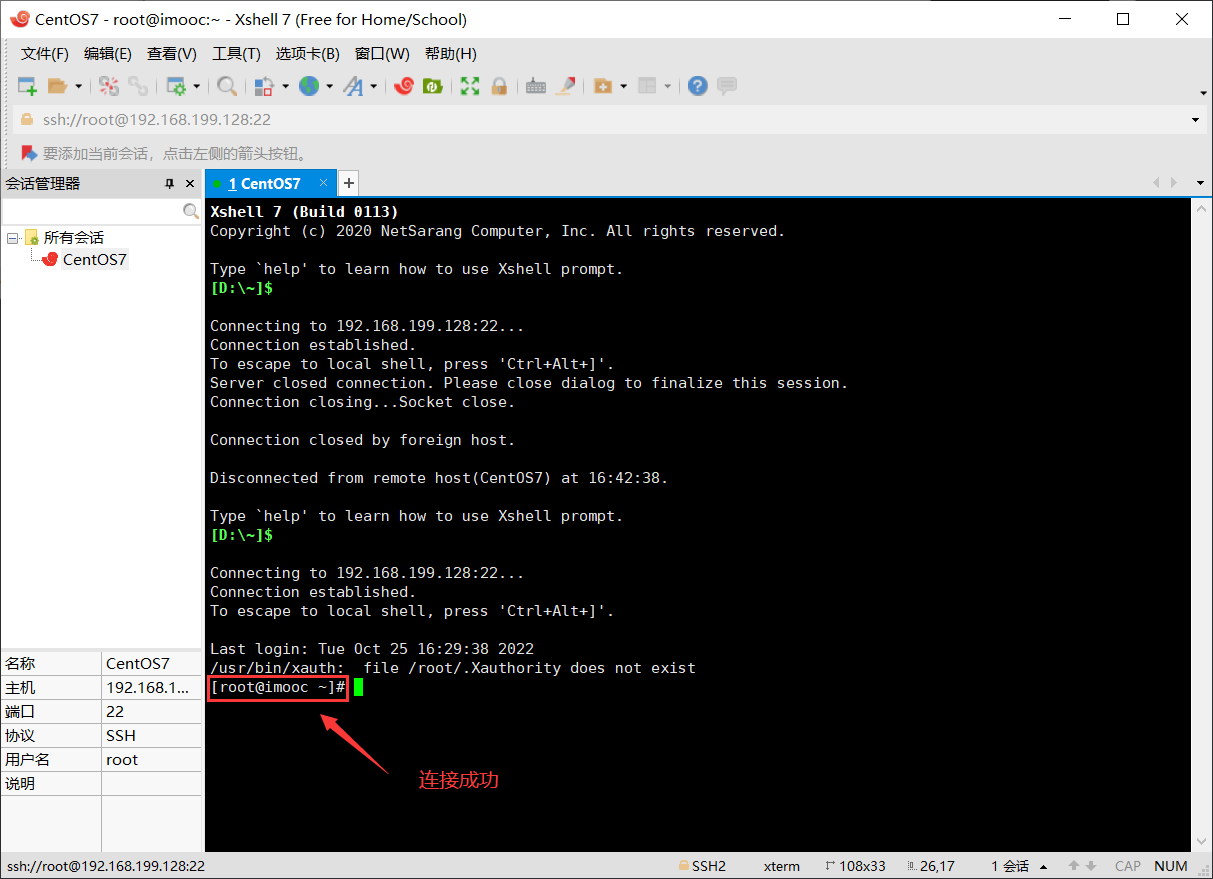 CentOS7 - root@imooc:~ - Xshell 7 (Free for Home/School)
文件(F) 编辑(E) 查看(V) 工具(T) 选项卡(B) 窗口(W) 帮助(H)
ssh://root@192.168.199.128:22
要添加当前会话，点击左侧的箭头按钮。
会话管理器
1 CentOS7
所有会话
CentOS7
Xshell 7 (Build 0113)
Copyright (c) 2020 NetSarang Computer, Inc. All rights reserved.
Type `help' to learn how to use Xshell prompt.
[D:\~]$
Connecting to 192.168.199.128:22...
Connection established.
To escape to local shell, press 'Ctrl+Alt+]'.
Server closed connection. Please close dialog to finalize this session.
Connection closing...Socket close.
Connection closed by foreign host.
Disconnected from remote host(CentOS7) at 16:42:38.
Type `help' to learn how to use Xshell prompt.
[D:\~]$
Connecting to 192.168.199.128:22...
Connection established.
To escape to local shell, press 'Ctrl+Alt+]'.
Last login: Tue Oct 25 16:29:38 2022
/usr/bin/xauth:  file /root/.Xauthority does not exist
[root@imooc ~]#
连接成功
名称 CentOS7
主机 192.168.1...
端口 22
协议 SSH
用户名 root
说明
ssh://root@192.168.199.128:22 SSH2 xterm 108x33 26,17 1 会话 CAP NUM